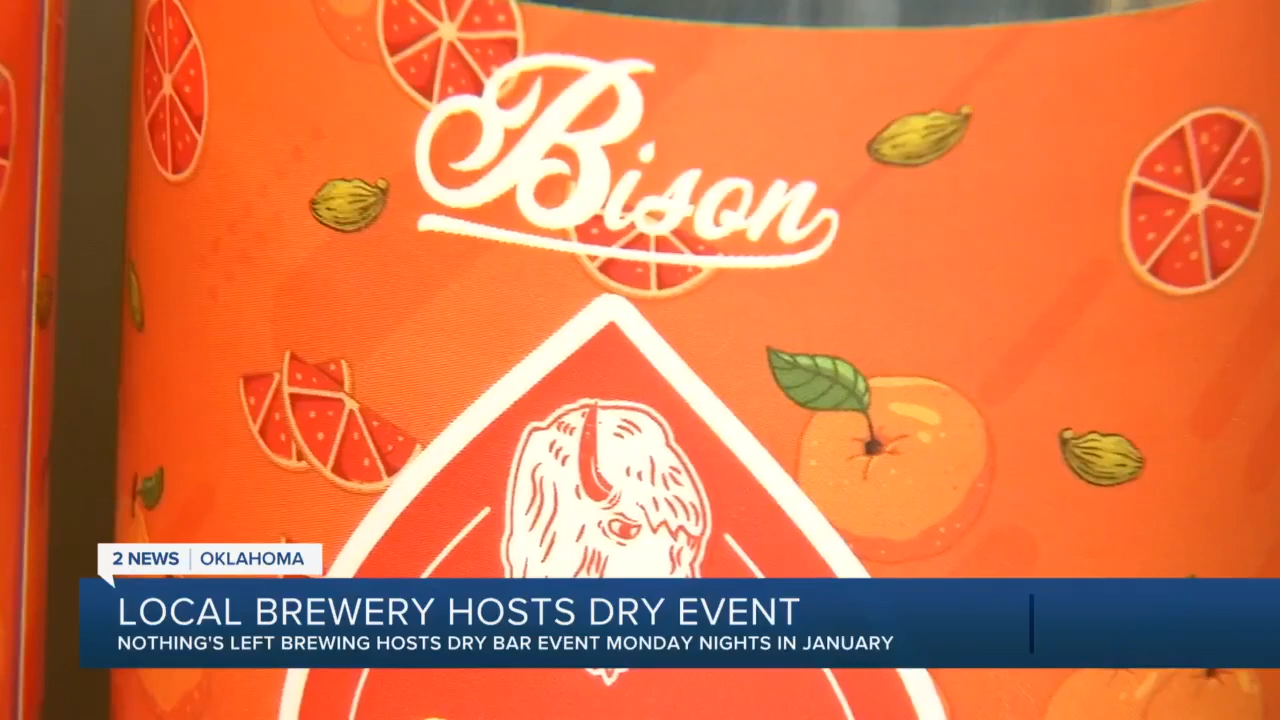 Bison
2 NEWS | OKLAHOMA
LOCAL BREWERY HOSTS DRY EVENT
NOTHING'S LEFT BREWING HOSTS DRY BAR EVENT MONDAY NIGHTS IN JANUARY